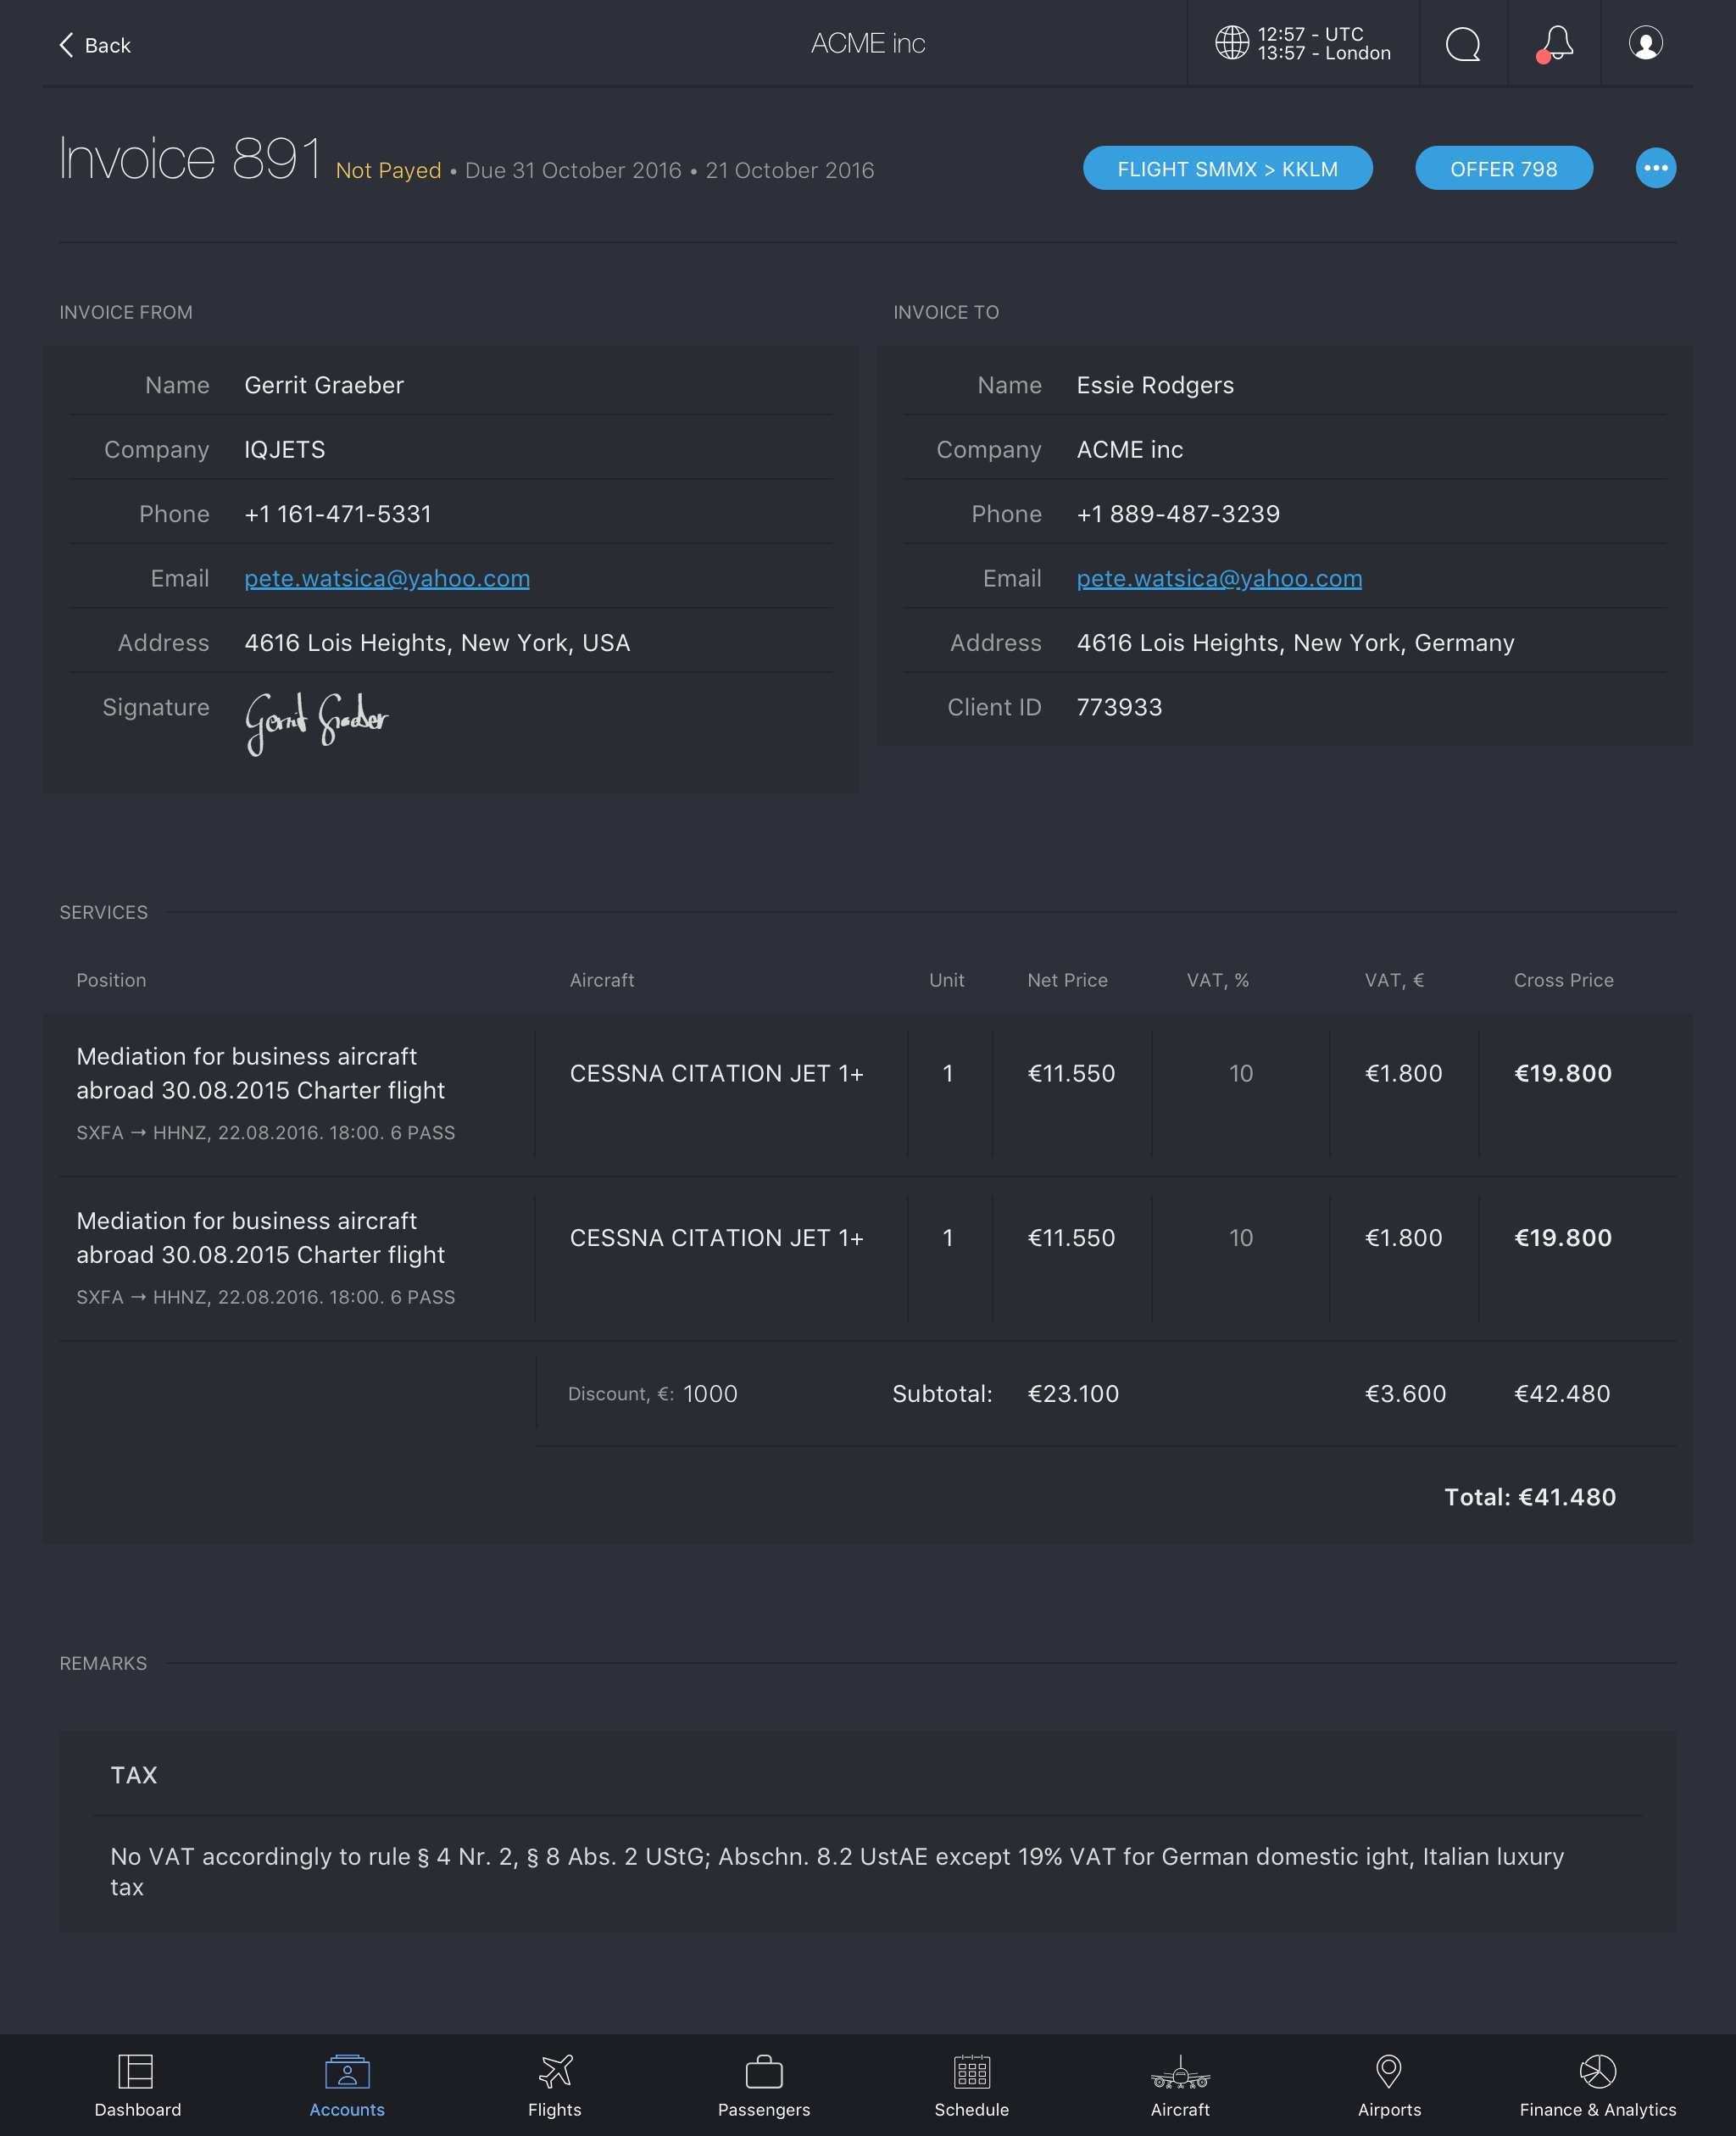 Back
ACME inc
12:57 - UTC
13:57 - London
Invoice 891 Not Payed • Due 31 October 2016 • 21 October 2016
FLIGHT SMMX > KKLM
OFFER 798
INVOICE FROM
Name Gerrit Graeber
Company IQJETS
Phone +1 161-471-5331
Email pete.watsica@yahoo.com
Address 4616 Lois Heights, New York, USA
Signature Gerrit Graeber
INVOICE TO
Name Essie Rodgers
Company ACME inc
Phone +1 889-487-3239
Email pete.watsica@yahoo.com
Address 4616 Lois Heights, New York, Germany
Client ID 773933
SERVICES
Position Aircraft Unit Net Price VAT, % VAT, € Cross Price
Mediation for business aircraft
abroad 30.08.2015 Charter flight
SXFA → HHNZ, 22.08.2016. 18:00. 6 PASS
CESSNA CITATION JET 1+ 1 €11.550 10 €1.800 €19.800
Mediation for business aircraft
abroad 30.08.2015 Charter flight
SXFA → HHNZ, 22.08.2016. 18:00. 6 PASS
CESSNA CITATION JET 1+ 1 €11.550 10 €1.800 €19.800
Discount, €: 1000 Subtotal: €23.100 €3.600 €42.480
Total: €41.480
REMARKS
TAX
No VAT accordingly to rule § 4 Nr. 2, § 8 Abs. 2 UStG; Abschn. 8.2 UstAE except 19% VAT for German domestic ight, Italian luxury
tax
Dashboard Accounts Flights Passengers Schedule Aircraft Airports Finance & Analytics